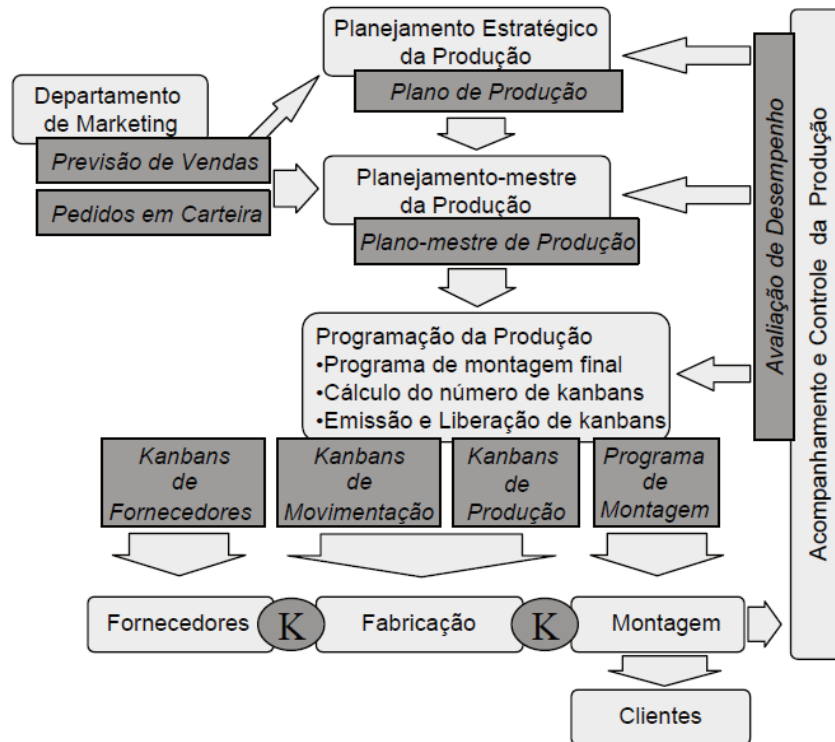 Planejamento Estratégico
da Produção
Plano de Produção
Departamento
de Marketing
Previsão de Vendas
Pedidos em Carteira
Planejamento-mestre
da Produção
Plano-mestre de Produção
Programação da Produção
•Programa de montagem final
•Cálculo do número de kanbans
•Emissão e Liberação de kanbans
Kanbans
de
Fornecedores
Kanbans
de
Movimentação
Kanbans
de
Produção
Programa
de
Montagem
Fornecedores
K
Fabricação
K
Montagem
Clientes
Avaliação de Desempenho
Acompanhamento e Controle da Produção